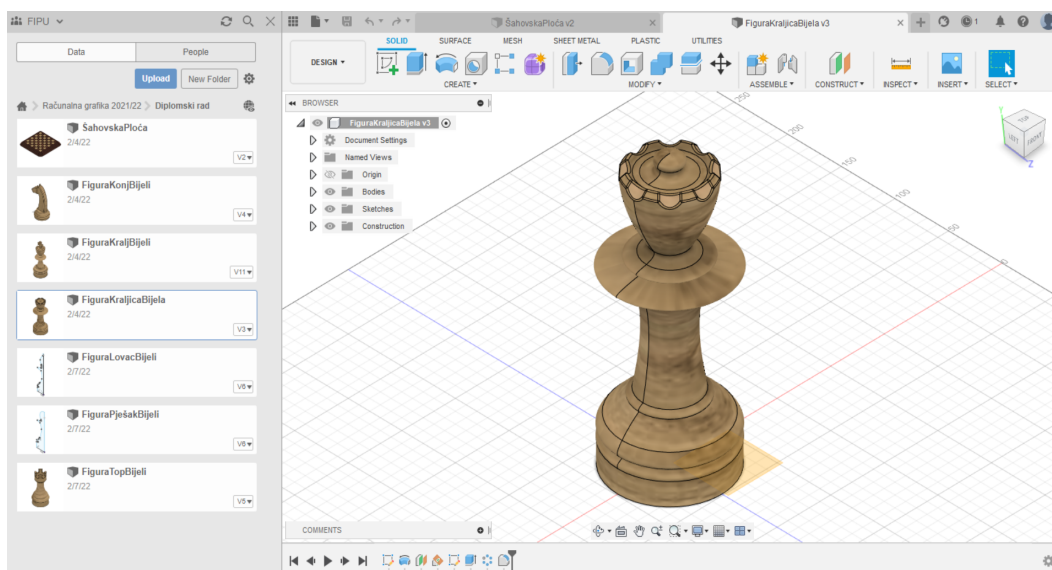 FIPU
ŠahovskaPloča v2
FiguraKraljicaBijela v3
1
Data
People
Upload
New Folder
Računalna grafika 2021/22
Diplomski rad
ŠahovskaPloča
2/4/22
V2
FiguraKonjBijeli
2/4/22
V4
FiguraKraljBijeli
2/4/22
V11
FiguraKraljicaBijela
2/4/22
V3
FiguraLovacBijeli
2/7/22
V6
FiguraPješakBijeli
2/7/22
V6
FiguraTopBijeli
2/7/22
V5
DESIGN
SOLID
SURFACE
MESH
SHEET METAL
PLASTIC
UTILITIES
CREATE
MODIFY
ASSEMBLE
CONSTRUCT
INSPECT
INSERT
SELECT
BROWSER
FiguraKraljicaBijela v3
Document Settings
Named Views
Origin
Bodies
Sketches
Construction
250
200
150
100
TOP
LEFT
FRONT
Z
COMMENTS